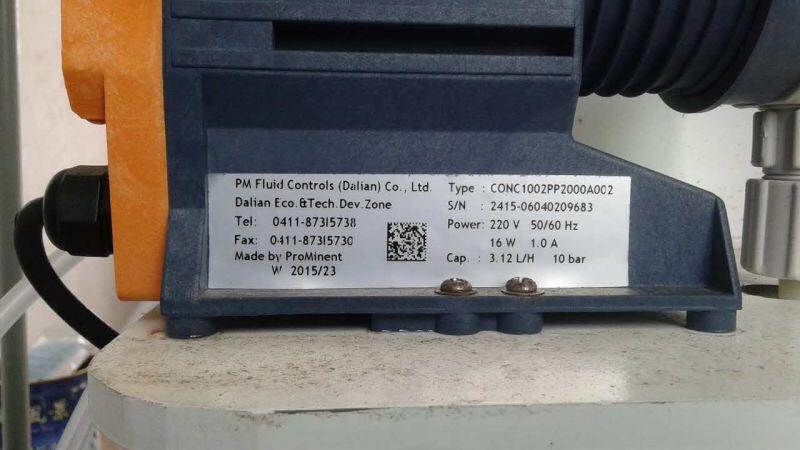 PM Fluid Controls (Dalian) Co., Ltd.
Dalian Eco.&Tech.Dev.Zone
Tel: 0411-87315738
Fax: 0411-87315730
Made by ProMinent
W 2015/23
Type : CONC1002PP2000A002
S/N : 2415-06040209683
Power: 220 V 50/60 Hz
16 W 1.0 A
Cap. : 3.12 L/H 10 bar